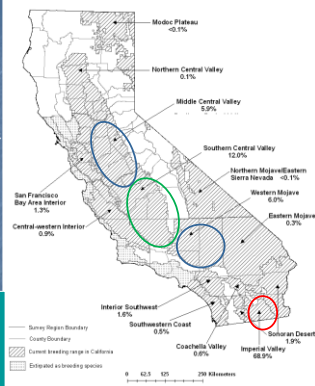 Modoc Plateau
<0.1%
Northern Central Valley
0.1%
Middle Central Valley
5.9%
Southern Central Valley
12.0%
Northern Mojave/Eastern
Sierra Nevada <0.1%
Western Mojave
6.0%
Eastern Mojave
0.3%
San Francisco
Bay Area Interior
1.3%
Central-western Interior
0.9%
Interior Southwest
1.6%
Southwestern Coast
0.5%
Coachella Valley
0.6%
Sonoran Desert
1.9%
Imperial Valley
68.9%
Survey Region Boundary
County Boundary
Current breeding range in California
Extirpated as breeding species
0 62.5 125 250 Kilometers